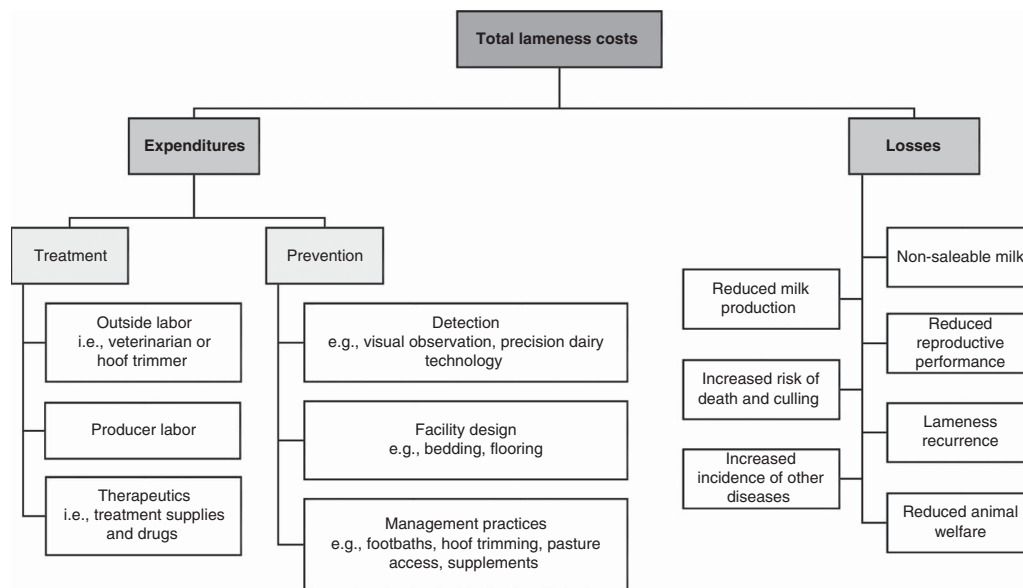 Total lameness costs
Expenditures
Losses
Treatment
Prevention
Outside labor
i.e., veterinarian or
hoof trimmer
Producer labor
Therapeutics
i.e., treatment supplies
and drugs
Detection
e.g., visual observation, precision dairy
technology
Facility design
e.g., bedding, flooring
Management practices
e.g., footbaths, hoof trimming, pasture
access, supplements
Reduced milk
production
Increased risk of
death and culling
Increased
incidence of other
diseases
Non-saleable milk
Reduced
reproductive
performance
Lameness
recurrence
Reduced animal
welfare